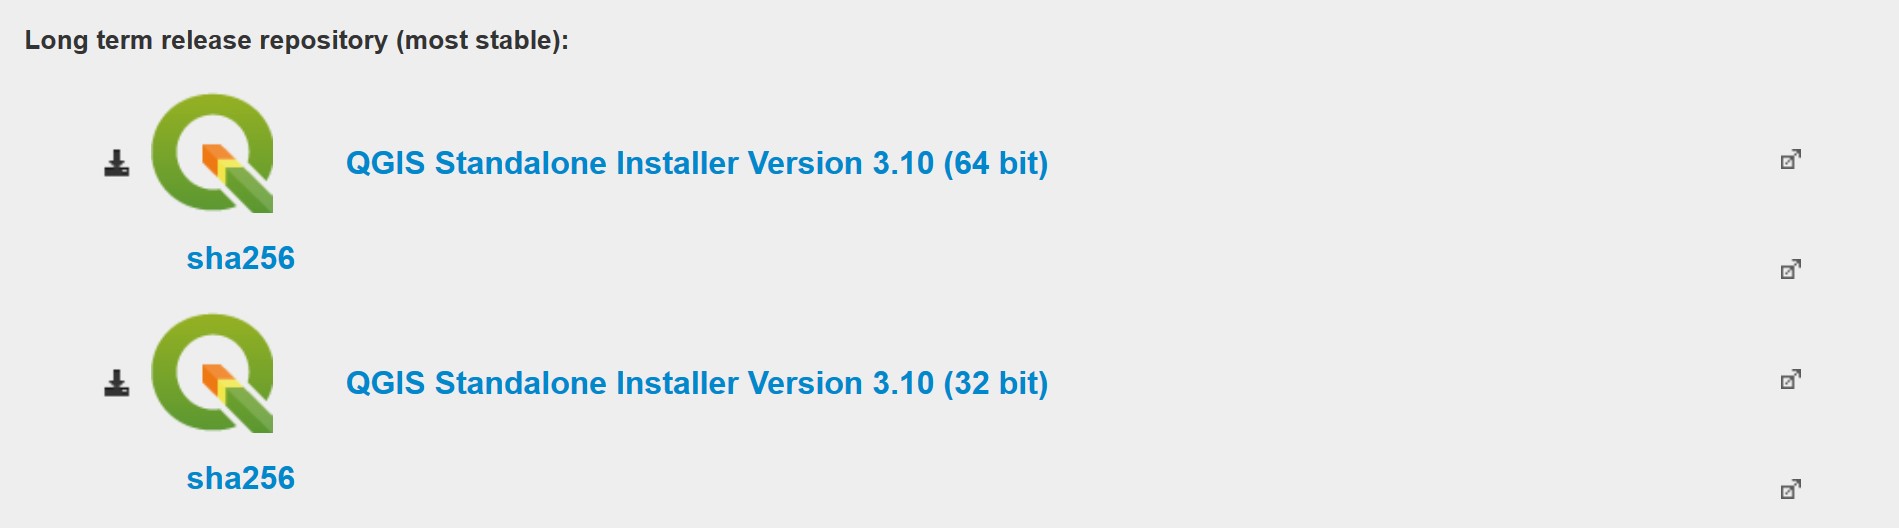 Long term release repository (most stable):
QGIS Standalone Installer Version 3.10 (64 bit)
sha256
QGIS Standalone Installer Version 3.10 (32 bit)
sha256